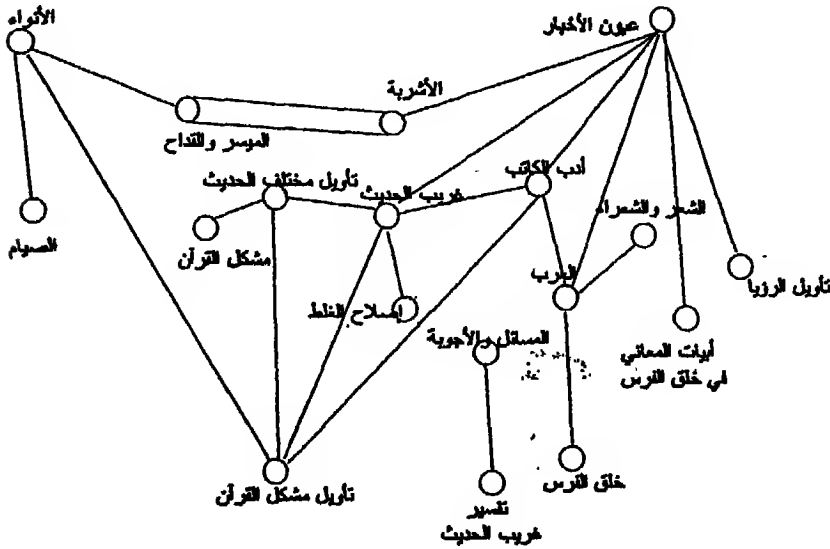 الأنواء
عيون الأخبار
الأشربة
الميسر والقداح
أدب الكاتب
تأويل مختلف الحديث
غريب الحديث
الشعر والشعراء
الصيام
مشكل القرآن
العرب
تأويل الرؤيا
إصلاح الغلط
المسائل والأجوبة
أبيات المعاني
في خلق الفرس
تأويل مشكل القرآن
خلق الفرس
تفسير
غريب الحديث